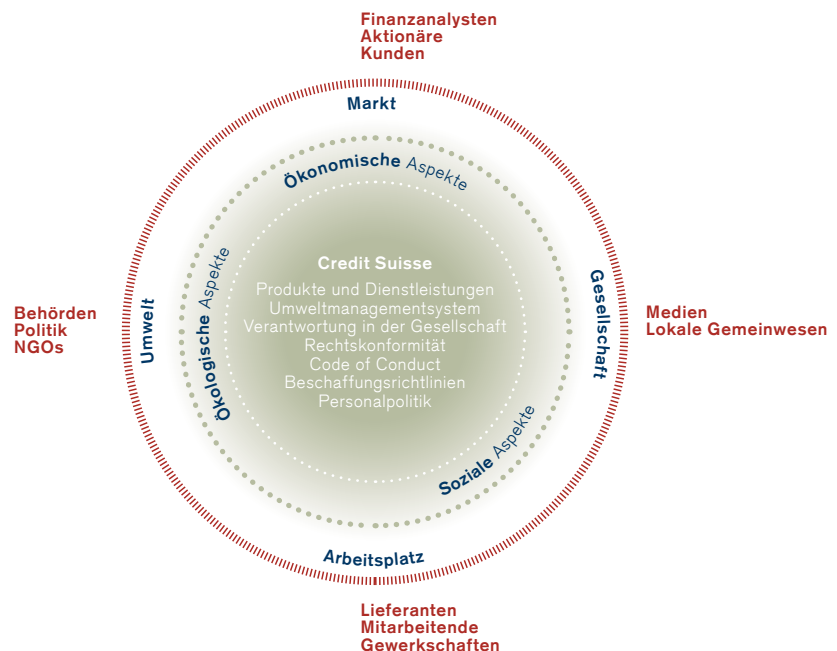 Finanzanalysten
Aktionäre
Kunden
Markt
Ökonomische Aspekte
Credit Suisse
Produkte und Dienstleistungen
Umweltmanagementsystem
Verantwortung in der Gesellschaft
Rechtskonformität
Code of Conduct
Beschaffungsrichtlinien
Personalpolitik
Behörden
Politik
NGOs
Umwelt
Ökologische Aspekte
Gesellschaft
Medien
Lokale Gemeinwesen
Soziale Aspekte
Arbeitsplatz
Lieferanten
Mitarbeitende
Gewerkschaften